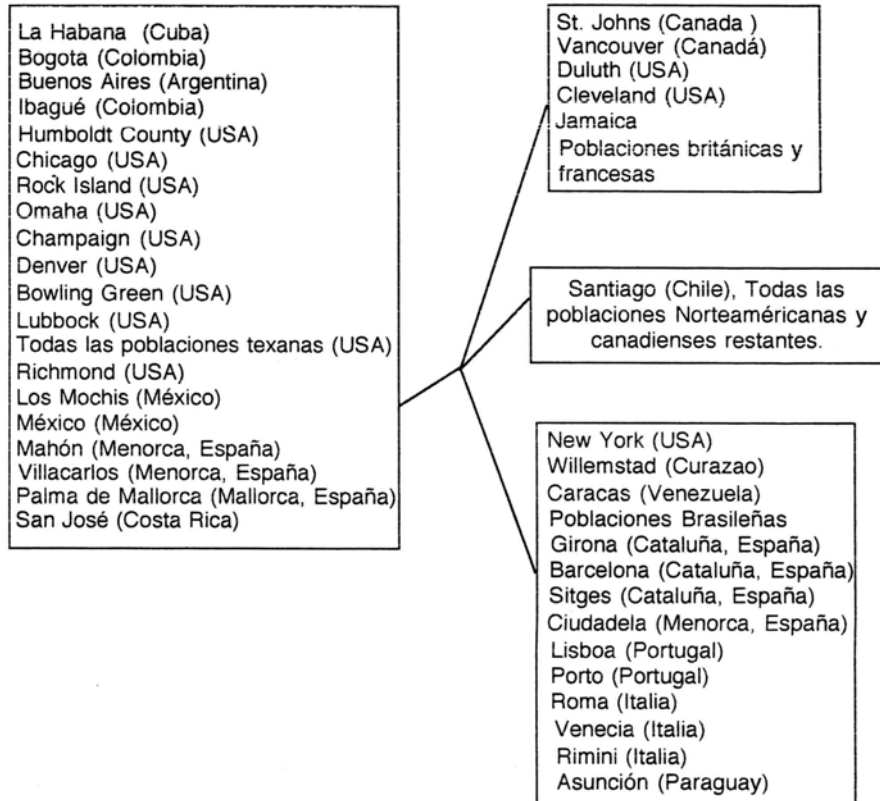 La Habana (Cuba)
Bogota (Colombia)
Buenos Aires (Argentina)
Ibagué (Colombia)
Humboldt County (USA)
Chicago (USA)
Rock Island (USA)
Omaha (USA)
Champaign (USA)
Denver (USA)
Bowling Green (USA)
Lubbock (USA)
Todas las poblaciones texanas (USA)
Richmond (USA)
Los Mochis (México)
México (México)
Mahón (Menorca, España)
Villacarlos (Menorca, España)
Palma de Mallorca (Mallorca, España)
San José (Costa Rica)
St. Johns (Canada )
Vancouver (Canadá)
Duluth (USA)
Cleveland (USA)
Jamaica
Poblaciones británicas y
francesas
Santiago (Chile), Todas las
poblaciones Norteaméricanas y
canadienses restantes.
New York (USA)
Willemstad (Curazao)
Caracas (Venezuela)
Poblaciones Brasileñas
Girona (Cataluña, España)
Barcelona (Cataluña, España)
Sitges (Cataluña, España)
Ciudadela (Menorca, España)
Lisboa (Portugal)
Porto (Portugal)
Roma (Italia)
Venecia (Italia)
Rimini (Italia)
Asunción (Paraguay)